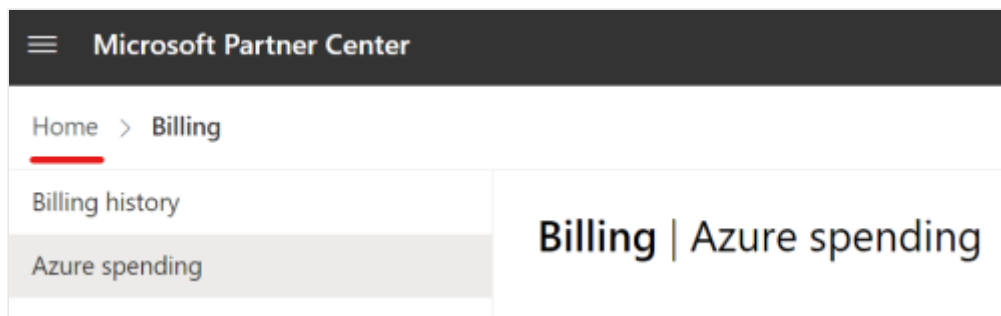 Microsoft Partner Center
Home > Billing
Billing history
Azure spending
Billing | Azure spending